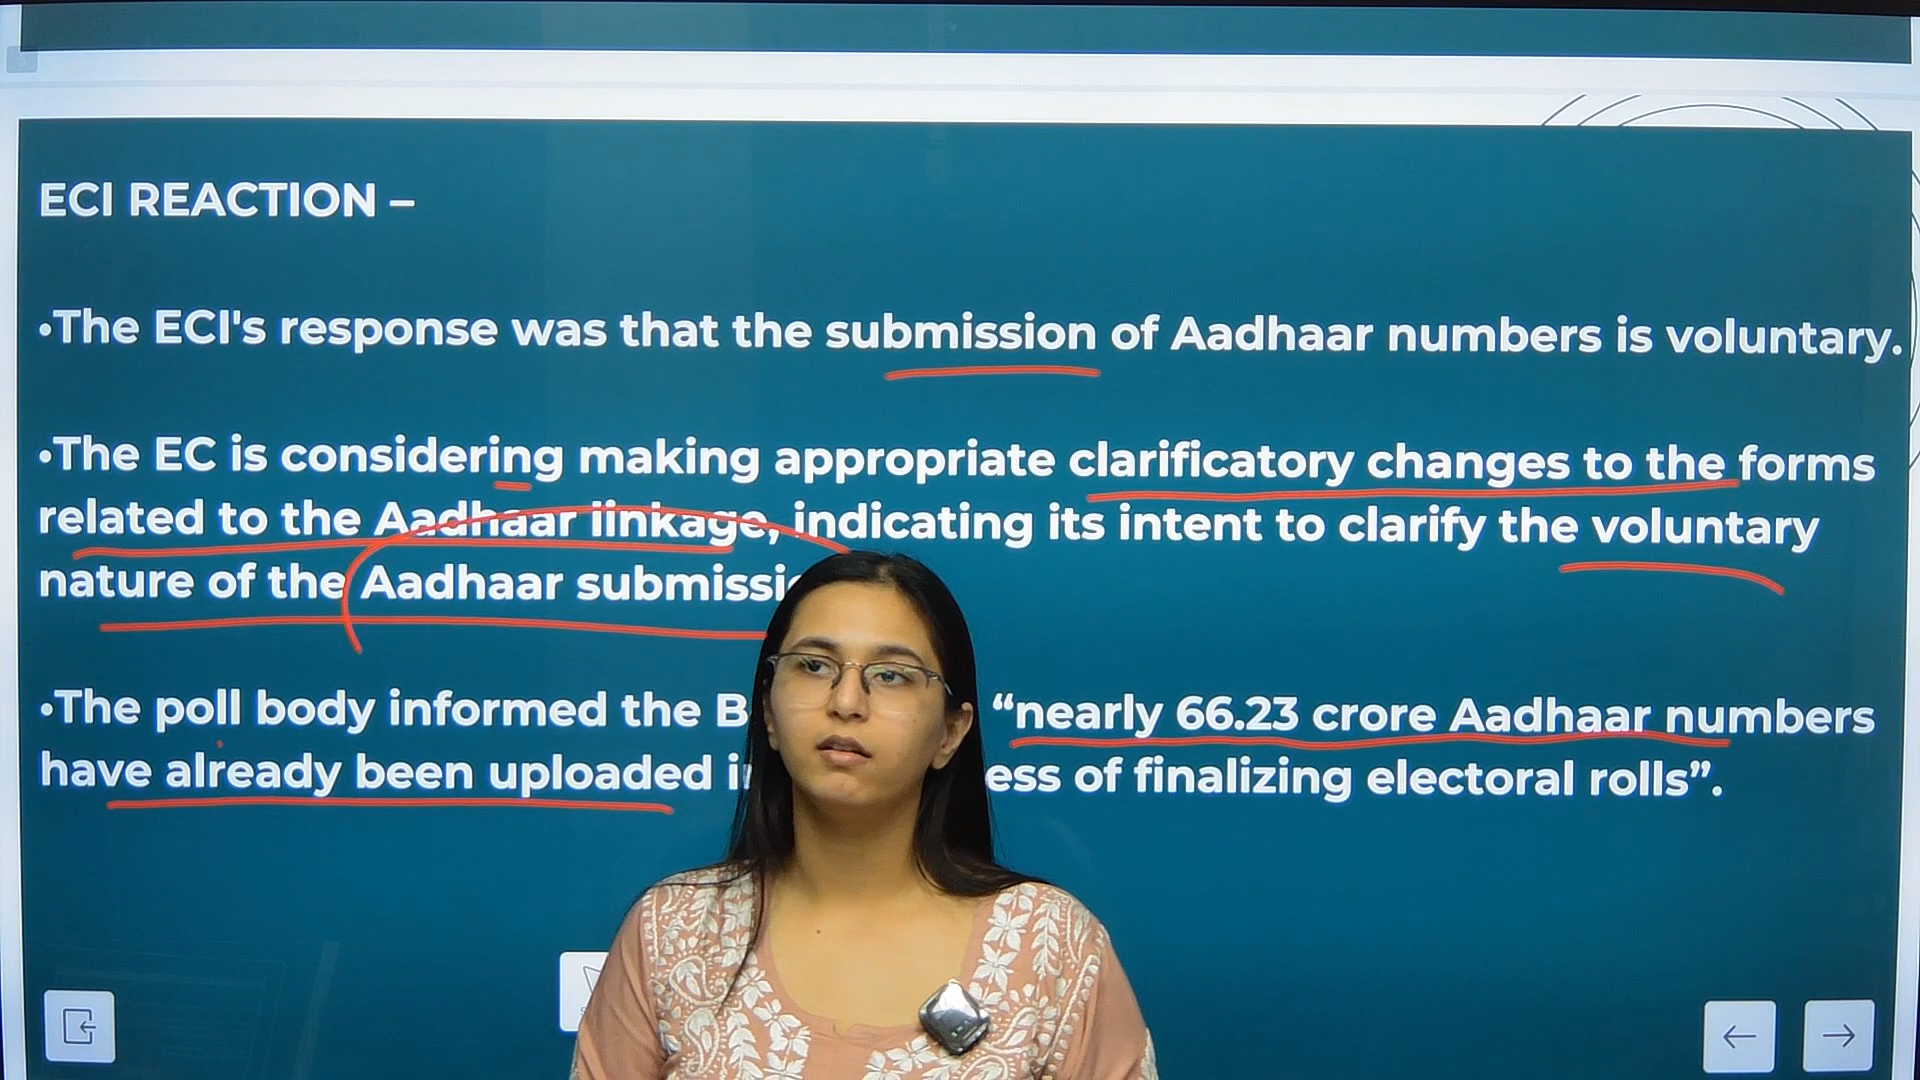 ECI REACTION –
•The ECI's response was that the submission of Aadhaar numbers is voluntary.
•The EC is considering making appropriate clarificatory changes to the forms
related to the Aadhaar linkage, indicating its intent to clarify the voluntary
nature of the Aadhaar
•The poll body informed the “nearly 66.23 crore Aadhaar numbers
have already been uploaded of finalizing electoral rolls”.